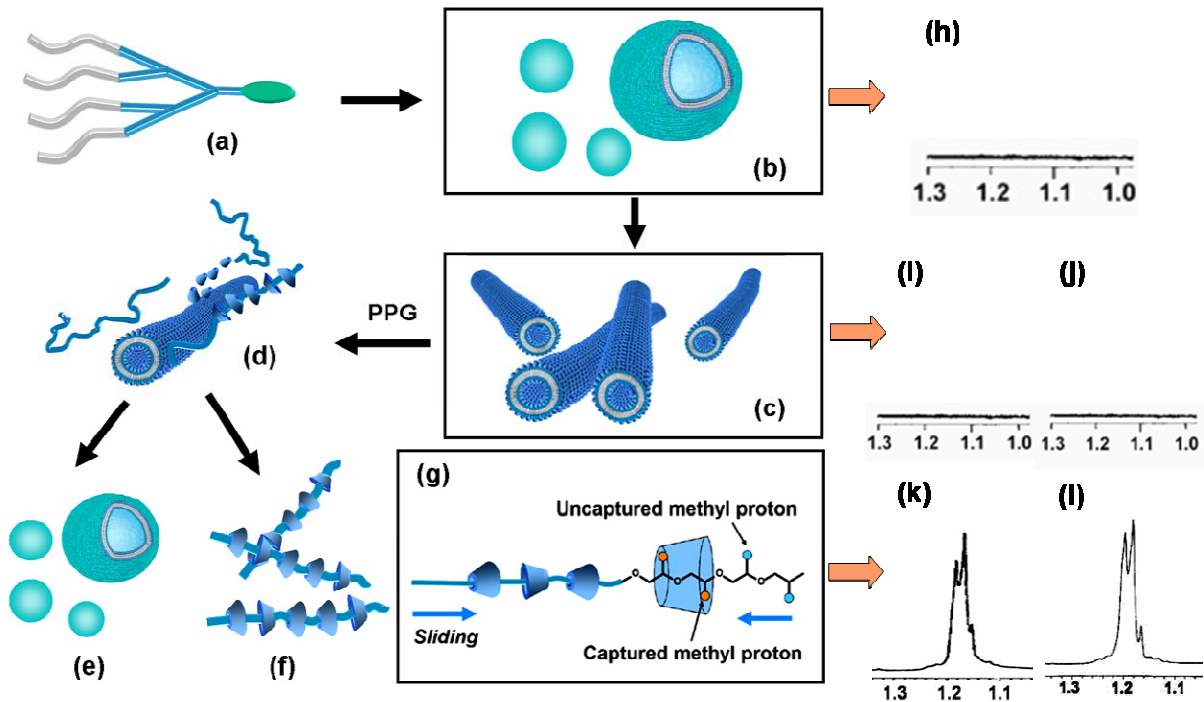 (h)
(a)
(b)
1.3 1.2 1.1 1.0
(I) (J)
PPG
(d)
(c)
1.3 1.2 1.1 1.0 1.3 1.2 1.1 1.0
(g)
(k) (l)
Uncaptured methyl proton
o o o o
Sliding
Captured methyl proton
(e) (f)
1.3 1.2 1.1 1.3 1.2 1.1